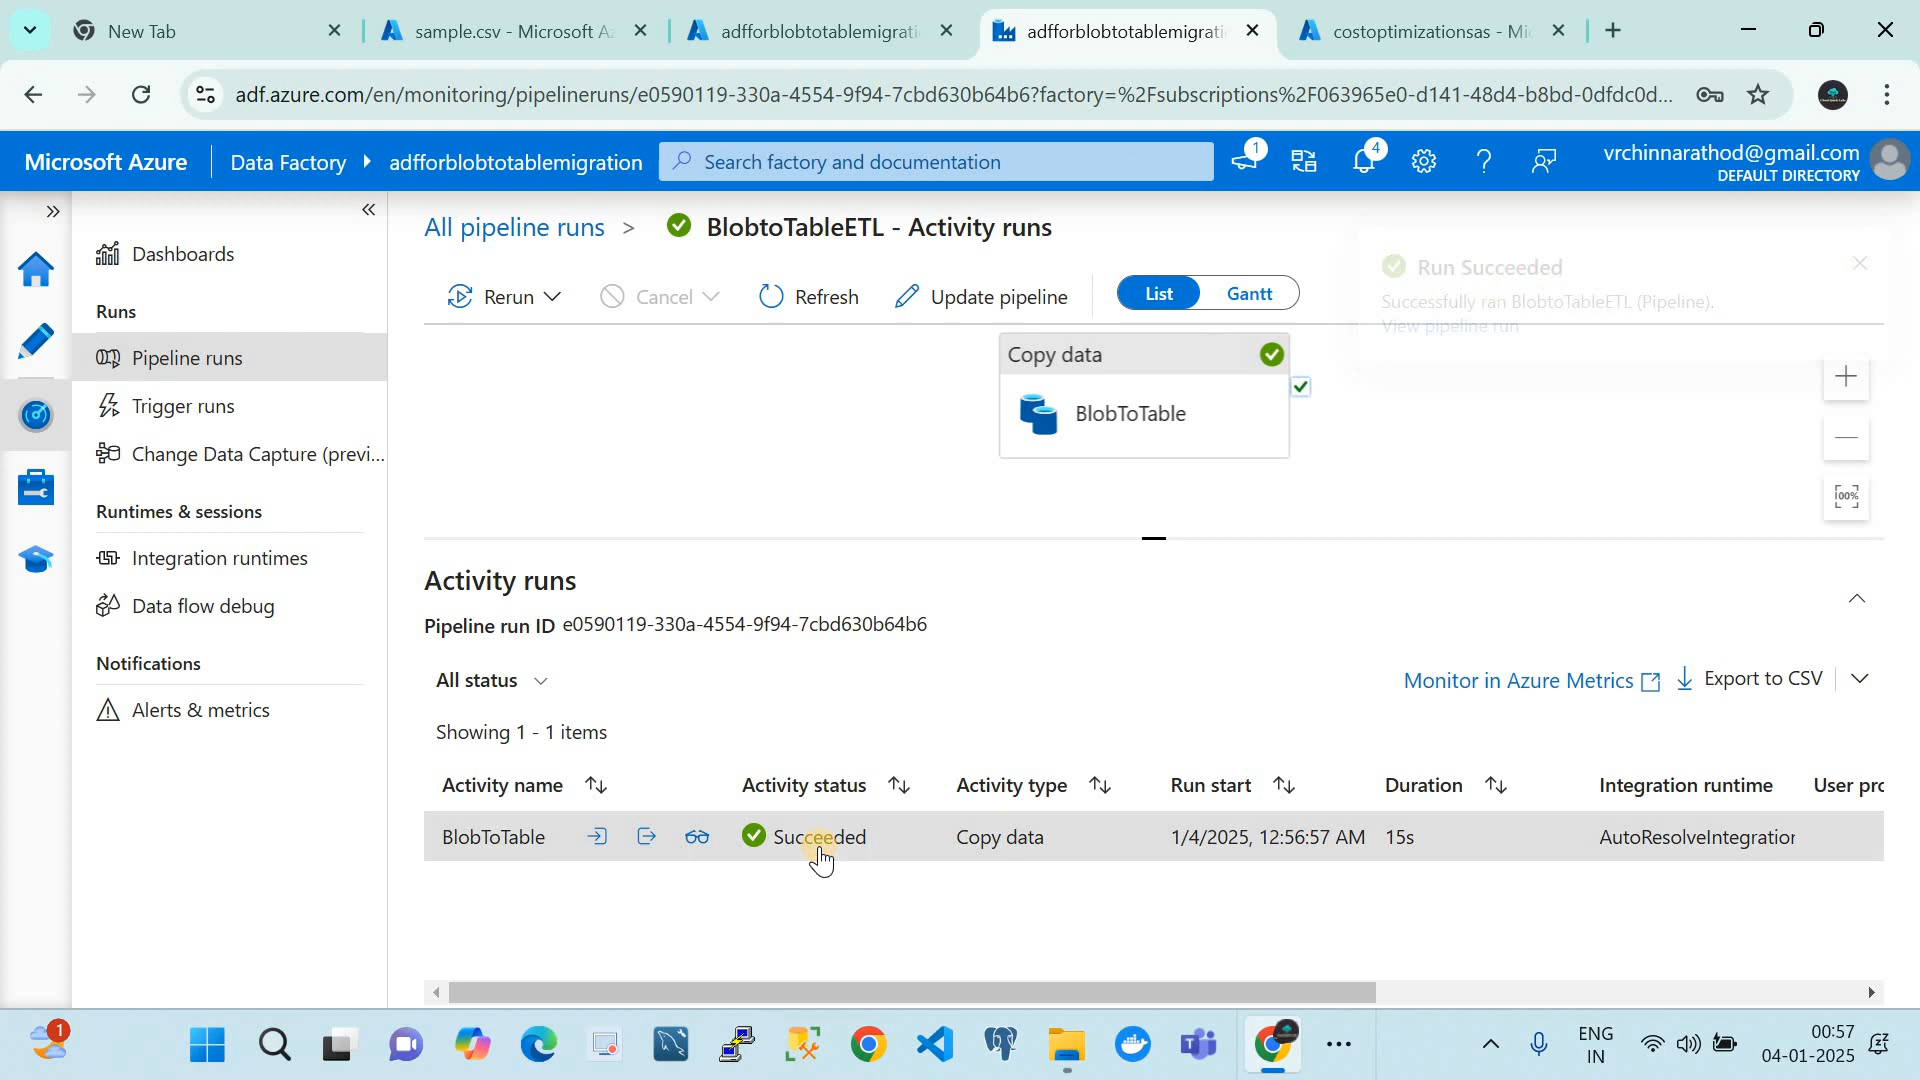 New Tab
sample.csv - Microsoft Az
adfforblobtotablemigrati
adfforblobtotablemigrati
costoptimizationsas - Mi
adf.azure.com/en/monitoring/pipelineruns/e0590119-330a-4554-9f94-7cbd630b64b6?factory=%2Fsubscriptions%2F063965e0-d141-48d4-b8bd-0dfdc0d...
Microsoft Azure
Data Factory
adfforblobtotablemigration
Search factory and documentation
1
4
vrchinnarathod@gmail.com
DEFAULT DIRECTORY
Dashboards
Runs
Pipeline runs
Trigger runs
Change Data Capture (previ...
Runtimes & sessions
Integration runtimes
Data flow debug
Notifications
Alerts & metrics
All pipeline runs > BlobtoTableETL - Activity runs
Rerun
Cancel
Refresh
Update pipeline
List
Gantt
Run Succeeded
Successfully ran BlobtoTableETL (Pipeline).
View pipeline run
Copy data
BlobToTable
100%
Activity runs
Pipeline run ID e0590119-330a-4554-9f94-7cbd630b64b6
All status
Monitor in Azure Metrics
Export to CSV
Showing 1 - 1 items
Activity name
Activity status
Activity type
Run start
Duration
Integration runtime
User pro
BlobToTable
Succeeded
Copy data
1/4/2025, 12:56:57 AM
15s
AutoResolveIntegration
1
ENG
IN
00:57
04-01-2025